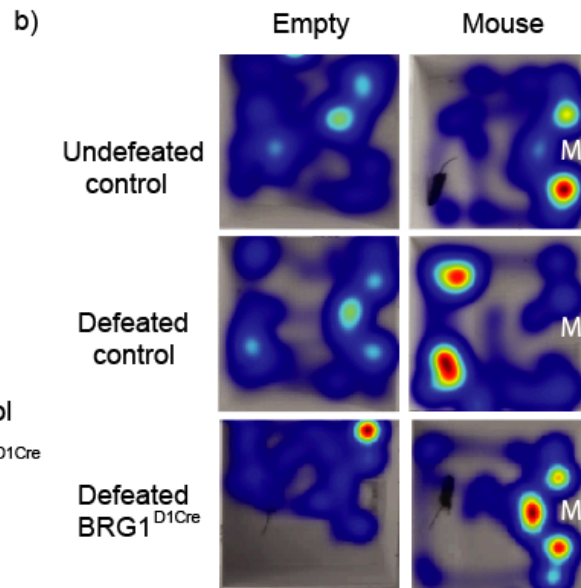 b)
Empty Mouse
Undefeated
control
M
Defeated
control
M
ol
D1Cre
Defeated
BRG1D1Cre
M